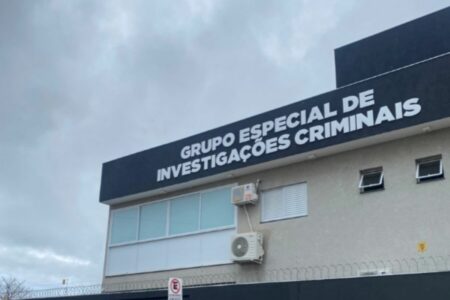 GRUPO ESPECIAL DE
INVESTIGAÇÕES CRIMINAIS
E